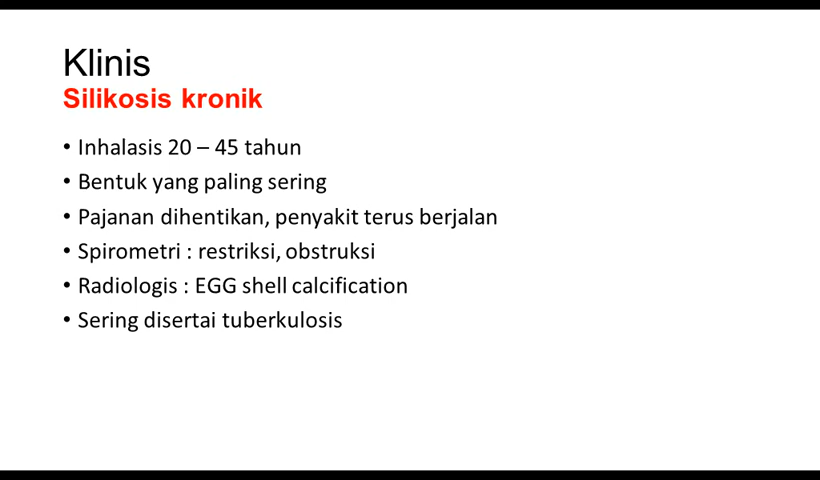 Klinis
Silikosis kronik
• Inhalasis 20 – 45 tahun
• Bentuk yang paling sering
• Pajanan dihentikan, penyakit terus berjalan
• Spirometri : restriksi, obstruksi
• Radiologis : EGG shell calcification
• Sering disertai tuberkulosis